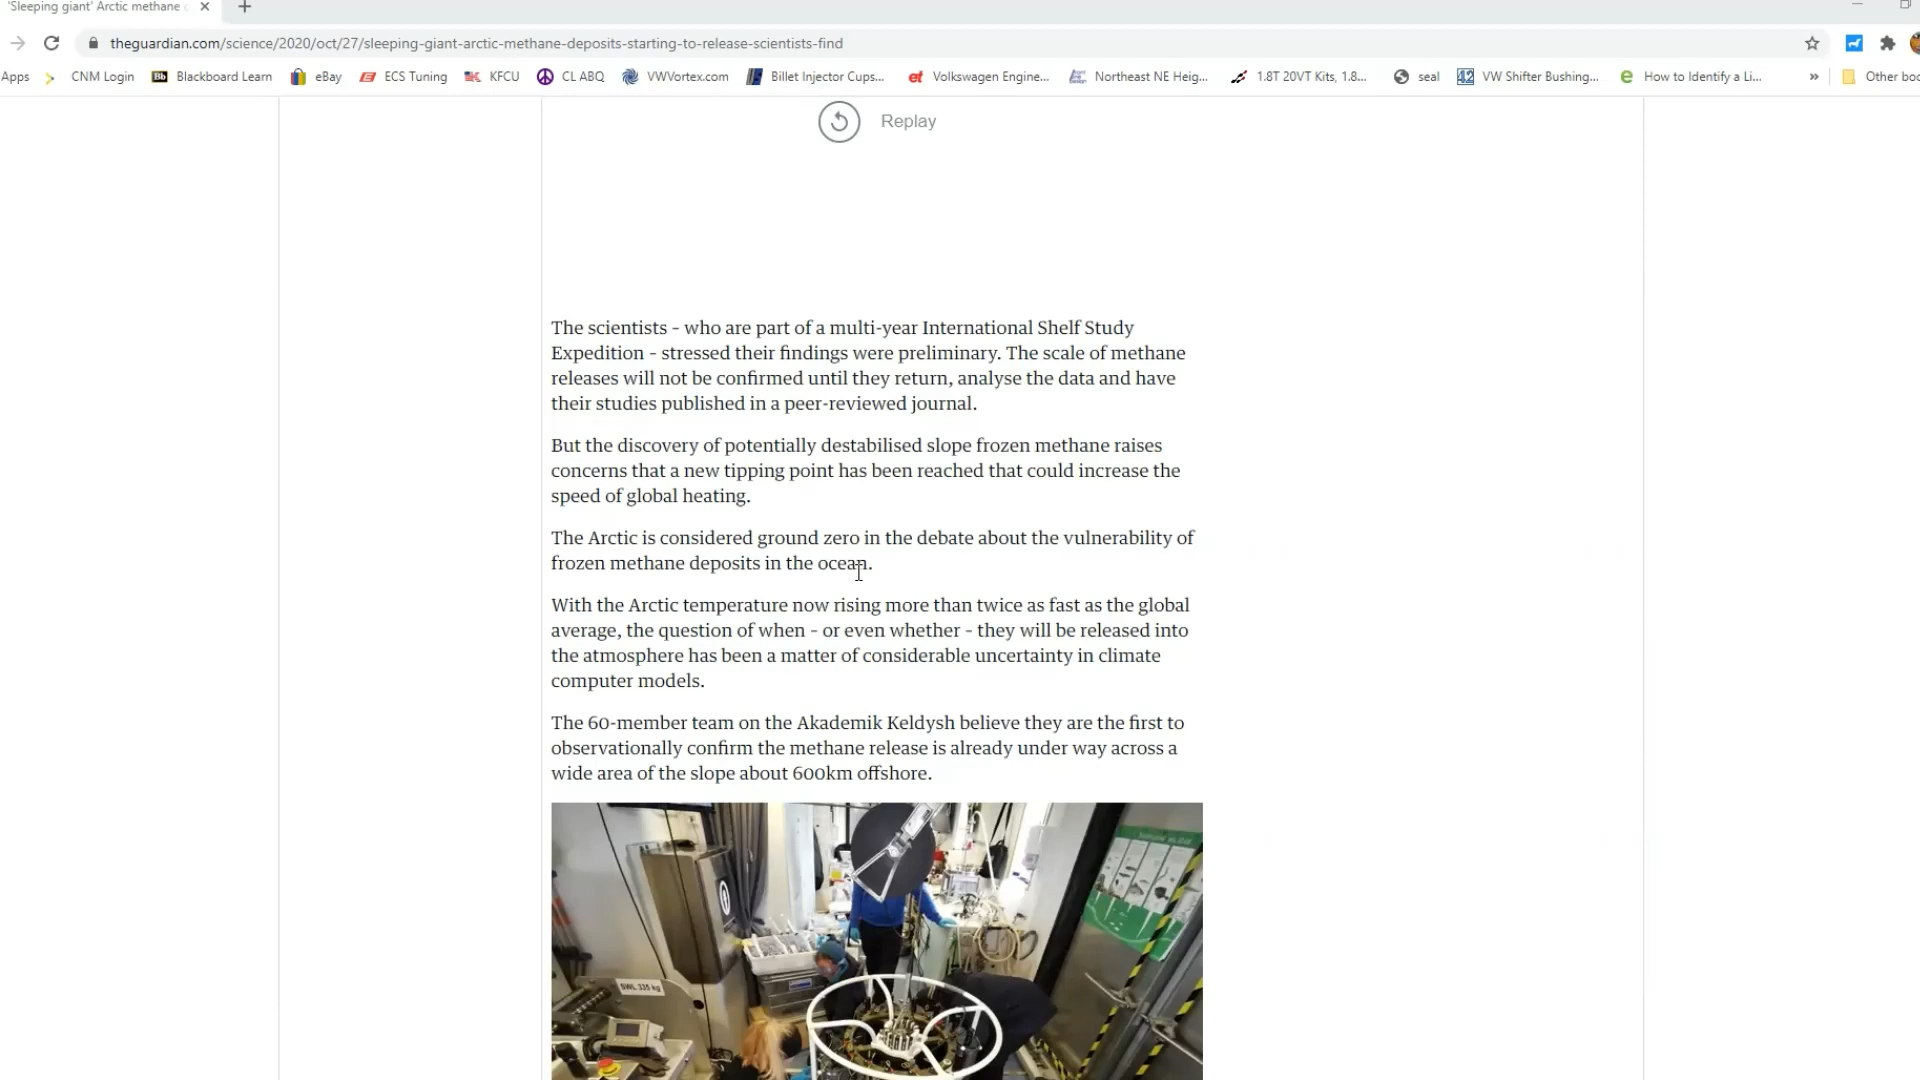 'Sleeping giant' Arctic methane
theguardian.com/science/2020/oct/27/sleeping-giant-arctic-methane-deposits-starting-to-release-scientists-find
Apps CNM Login Bb Blackboard Learn eBay ECS Tuning KFCU CL ABQ VWVortex.com Billet Injector Cups... et Volkswagen Engine... Northeast NE Heig... 1.8T 20VT Kits, 1.8... seal 42 VW Shifter Bushing... e How to Identify a Li... » Other boo
Replay
The scientists – who are part of a multi-year International Shelf Study
Expedition – stressed their findings were preliminary. The scale of methane
releases will not be confirmed until they return, analyse the data and have
their studies published in a peer-reviewed journal.
But the discovery of potentially destabilised slope frozen methane raises
concerns that a new tipping point has been reached that could increase the
speed of global heating.
The Arctic is considered ground zero in the debate about the vulnerability of
frozen methane deposits in the ocean.
With the Arctic temperature now rising more than twice as fast as the global
average, the question of when – or even whether – they will be released into
the atmosphere has been a matter of considerable uncertainty in climate
computer models.
The 60-member team on the Akademik Keldysh believe they are the first to
observationally confirm the methane release is already under way across a
wide area of the slope about 600km offshore.
SWL 335 kg